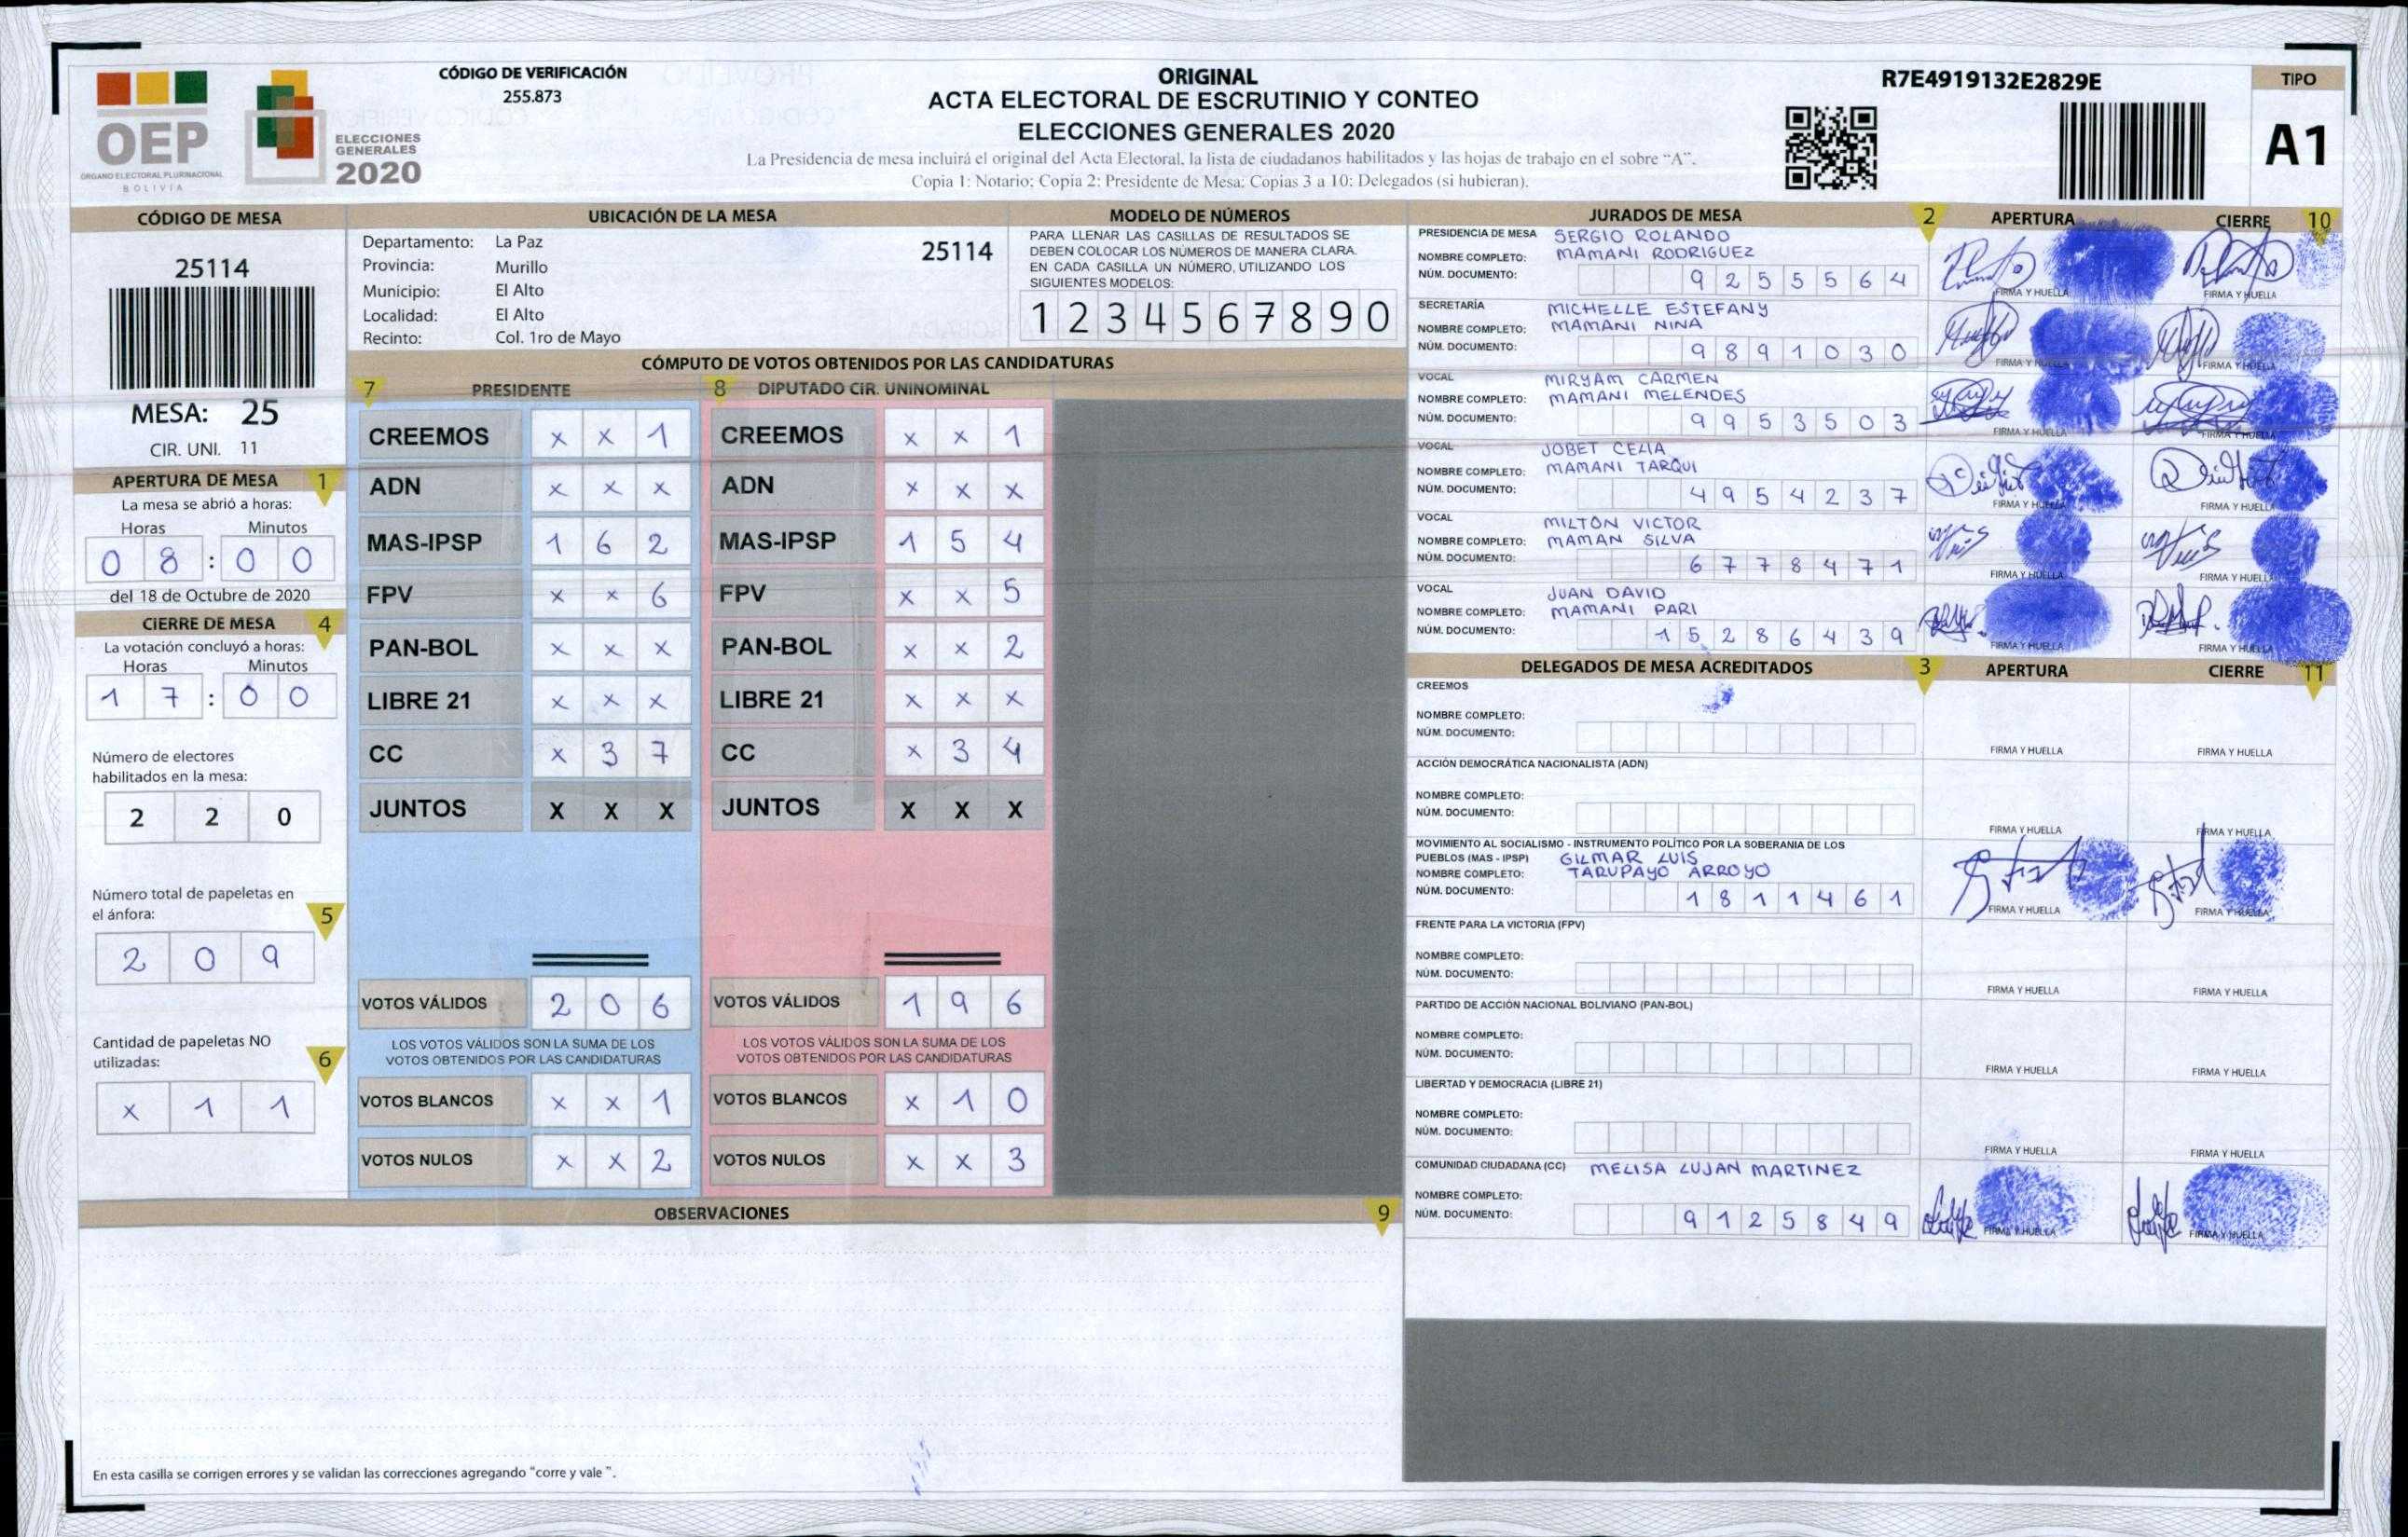 CÓDIGO DE VERIFICACIÓN
255.873
OEP
ÓRGANO ELECTORAL PLURINACIONAL
BOLIVIA
ELECCIONES
GENERALES
2020
ORIGINAL
ACTA ELECTORAL DE ESCRUTINIO Y CONTEO
ELECCIONES GENERALES 2020
La Presidencia de mesa incluirá el original del Acta Electoral, la lista de ciudadanos habilitados y las hojas de trabajo en el sobre “A”.
Copia 1: Notario; Copia 2: Presidente de Mesa; Copias 3 a 10: Delegados (si hubieran).
R7E4919132E2829E
TIPO
A1
CÓDIGO DE MESA
25114
MESA: 25
CIR. UNI. 11
APERTURA DE MESA 1
La mesa se abrió a horas:
Horas Minutos
0 8 : 0 0
del 18 de Octubre de 2020
CIERRE DE MESA 4
La votación concluyó a horas:
Horas Minutos
1 7 : 0 0
Número de electores
habilitados en la mesa:
2 2 0
Número total de papeletas en
el ánfora: 5
2 0 9
Cantidad de papeletas NO
utilizadas: 6
x 1 1
UBICACIÓN DE LA MESA
Departamento: La Paz 25114
Provincia: Murillo
Municipio: El Alto
Localidad: El Alto
Recinto: Col. 1ro de Mayo
MODELO DE NÚMEROS
PARA LLENAR LAS CASILLAS DE RESULTADOS SE
DEBEN COLOCAR LOS NÚMEROS DE MANERA CLARA.
EN CADA CASILLA UN NÚMERO, UTILIZANDO LOS
SIGUIENTES MODELOS:
1 2 3 4 5 6 7 8 9 0
CÓMPUTO DE VOTOS OBTENIDOS POR LAS CANDIDATURAS
7 PRESIDENTE 8 DIPUTADO CIR. UNINOMINAL
CREEMOS x x 1 CREEMOS x x 1
ADN x x x ADN x x x
MAS-IPSP 1 6 2 MAS-IPSP 1 5 4
FPV x x 6 FPV x x 5
PAN-BOL x x x PAN-BOL x x 2
LIBRE 21 x x x LIBRE 21 x x x
CC x 3 7 CC x 3 4
JUNTOS X X X JUNTOS X X X
VOTOS VÁLIDOS 2 0 6 VOTOS VÁLIDOS 1 9 6
LOS VOTOS VÁLIDOS SON LA SUMA DE LOS LOS VOTOS VÁLIDOS SON LA SUMA DE LOS
VOTOS OBTENIDOS POR LAS CANDIDATURAS VOTOS OBTENIDOS POR LAS CANDIDATURAS
VOTOS BLANCOS x x 1 VOTOS BLANCOS x 1 0
VOTOS NULOS x x 2 VOTOS NULOS x x 3
OBSERVACIONES 9
En esta casilla se corrigen errores y se validan las correcciones agregando “corre y vale ”.
JURADOS DE MESA 2 APERTURA CIERRE 10
PRESIDENCIA DE MESA SERGIO ROLANDO
NOMBRE COMPLETO: MAMANI RODRIGUEZ
NÚM. DOCUMENTO: 9 2 5 5 5 6 4
FIRMA Y HUELLA FIRMA Y HUELLA
SECRETARÍA MICHELLE ESTEFANY
NOMBRE COMPLETO: MAMANI NINA
NÚM. DOCUMENTO: 9 8 9 1 0 3 0
FIRMA Y HUELLA FIRMA Y HUELLA
VOCAL MIRYAM CARMEN
NOMBRE COMPLETO: MAMANI MELENDES
NÚM. DOCUMENTO: 9 9 5 3 5 0 3
FIRMA Y HUELLA FIRMA Y HUELLA
VOCAL JOBET CELIA
NOMBRE COMPLETO: MAMANI TARQUI
NÚM. DOCUMENTO: 4 9 5 4 2 3 7
FIRMA Y HUELLA FIRMA Y HUELLA
VOCAL MILTON VICTOR
NOMBRE COMPLETO: MAMAN SILVA
NÚM. DOCUMENTO: 6 7 7 8 4 7 1
FIRMA Y HUELLA FIRMA Y HUELLA
VOCAL JUAN DAVID
NOMBRE COMPLETO: MAMANI PARI
NÚM. DOCUMENTO: 1 5 2 8 6 4 3 9
FIRMA Y HUELLA FIRMA Y HUELLA
DELEGADOS DE MESA ACREDITADOS 3 APERTURA CIERRE 11
CREEMOS
NOMBRE COMPLETO:
NÚM. DOCUMENTO:
FIRMA Y HUELLA FIRMA Y HUELLA
ACCIÓN DEMOCRÁTICA NACIONALISTA (ADN)
NOMBRE COMPLETO:
NÚM. DOCUMENTO:
FIRMA Y HUELLA FIRMA Y HUELLA
MOVIMIENTO AL SOCIALISMO - INSTRUMENTO POLÍTICO POR LA SOBERANIA DE LOS
PUEBLOS (MAS - IPSP) GILMAR LUIS
NOMBRE COMPLETO: TARUPAYO ARROYO
NÚM. DOCUMENTO: 1 8 1 1 4 6 1
FIRMA Y HUELLA FIRMA Y HUELLA
FRENTE PARA LA VICTORIA (FPV)
NOMBRE COMPLETO:
NÚM. DOCUMENTO:
FIRMA Y HUELLA FIRMA Y HUELLA
PARTIDO DE ACCIÓN NACIONAL BOLIVIANO (PAN-BOL)
NOMBRE COMPLETO:
NÚM. DOCUMENTO:
FIRMA Y HUELLA FIRMA Y HUELLA
LIBERTAD Y DEMOCRACIA (LIBRE 21)
NOMBRE COMPLETO:
NÚM. DOCUMENTO:
FIRMA Y HUELLA FIRMA Y HUELLA
COMUNIDAD CIUDADANA (CC) MELISA LUJAN MARTINEZ
NOMBRE COMPLETO:
NÚM. DOCUMENTO: 9 1 2 5 8 4 9
FIRMA Y HUELLA FIRMA Y HUELLA